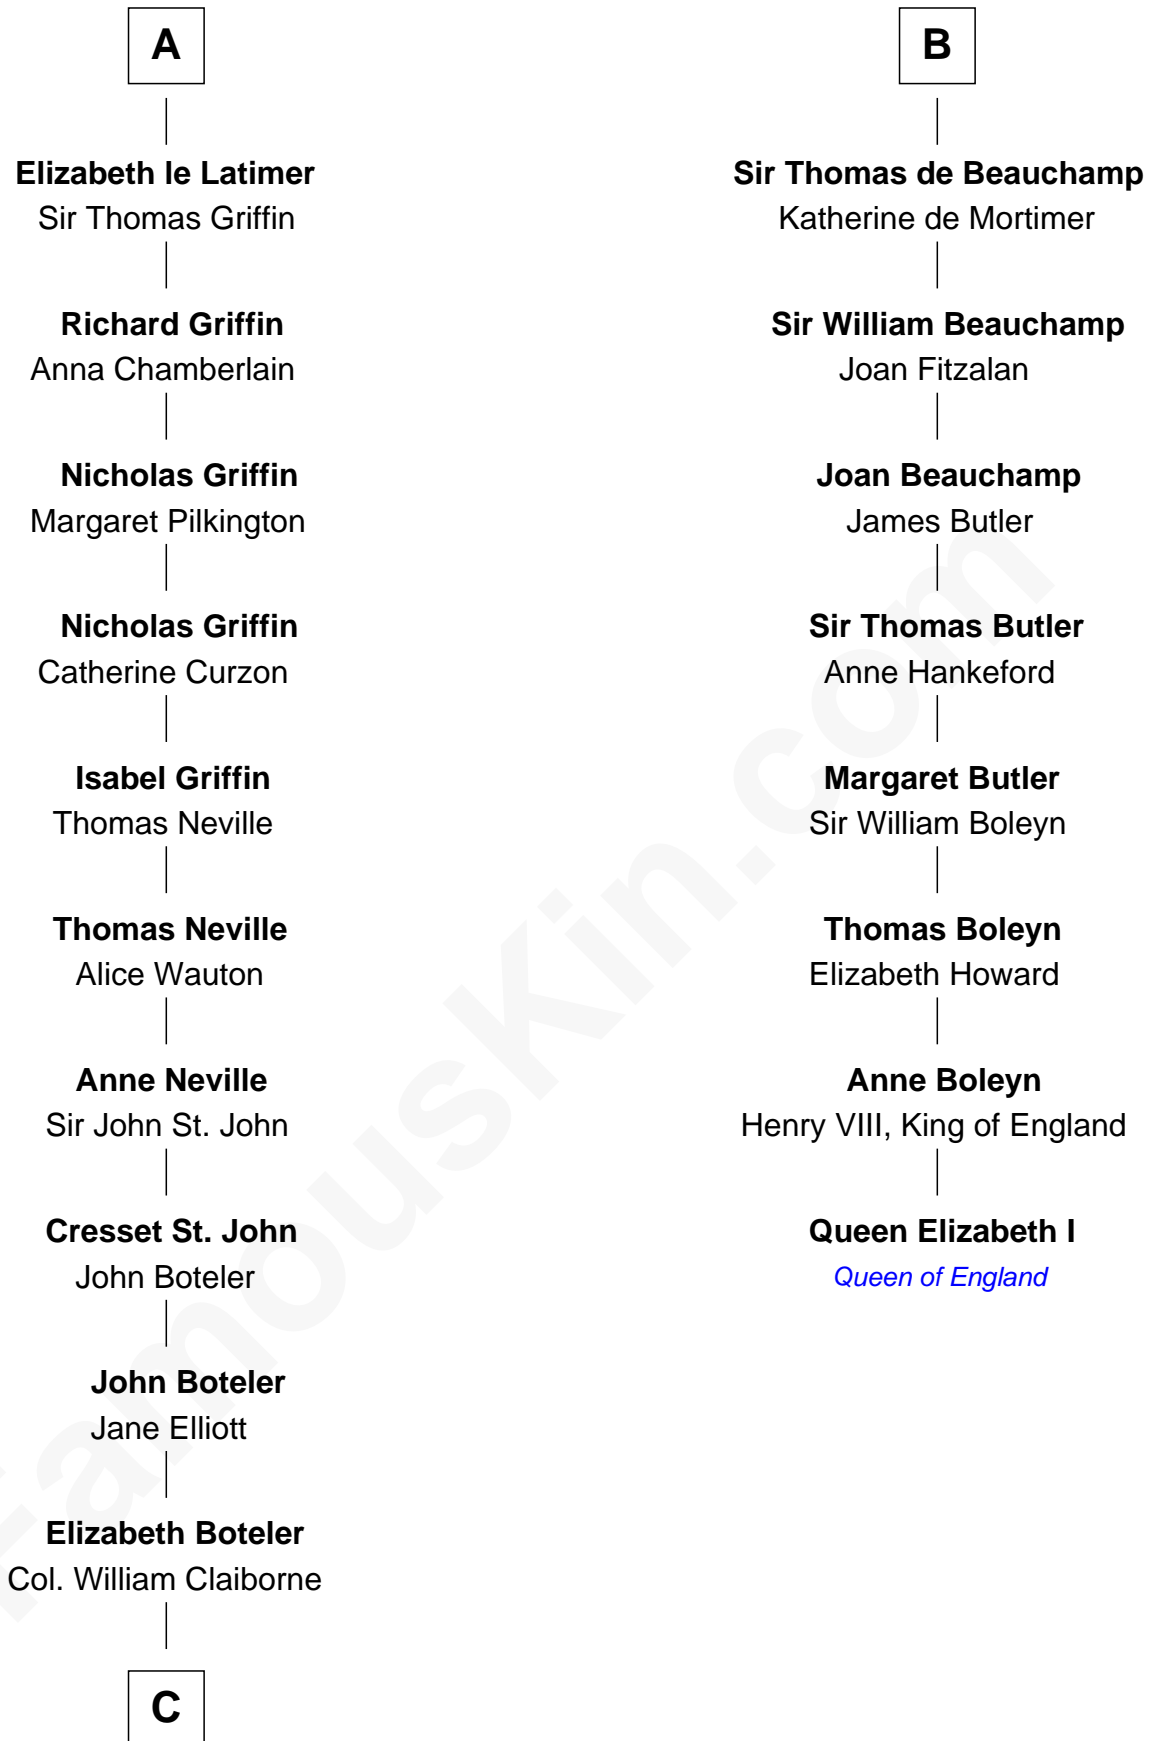 A
Elizabeth le Latimer
Sir Thomas Griffin
Richard Griffin
Anna Chamberlain
Nicholas Griffin
Margaret Pilkington
Nicholas Griffin
Catherine Curzon
Isabel Griffin
Thomas Neville
Thomas Neville
Alice Wauton
Anne Neville
Sir John St. John
Cresset St. John
John Boteler
John Boteler
Jane Elliott
Elizabeth Boteler
Col. William Claiborne
C
B
Sir Thomas de Beauchamp
Katherine de Mortimer
Sir William Beauchamp
Joan Fitzalan
Joan Beauchamp
James Butler
Sir Thomas Butler
Anne Hankeford
Margaret Butler
Sir William Boleyn
Thomas Boleyn
Elizabeth Howard
Anne Boleyn
Henry VIII, King of England
Queen Elizabeth I
Queen of England
FamousKin.com